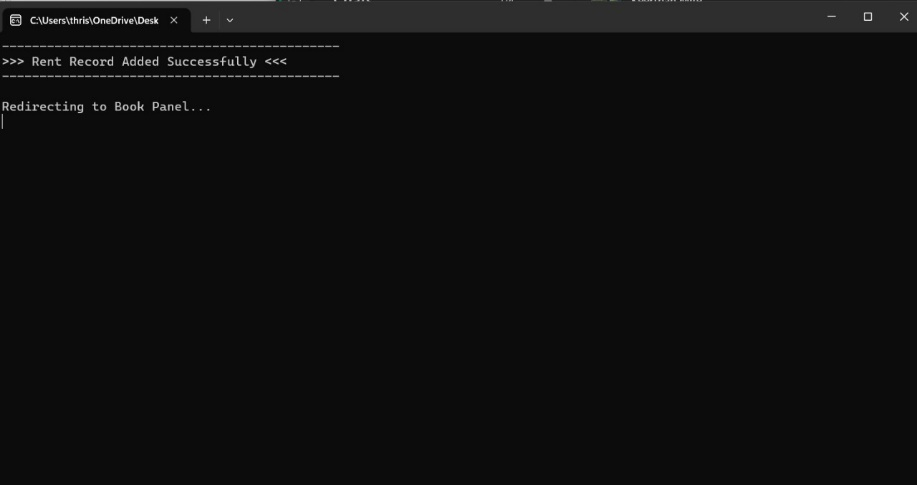 C:\Users\thris\OneDrive\Desk
---------------------------------------------
>>> Rent Record Added Successfully <<<
---------------------------------------------
Redirecting to Book Panel...